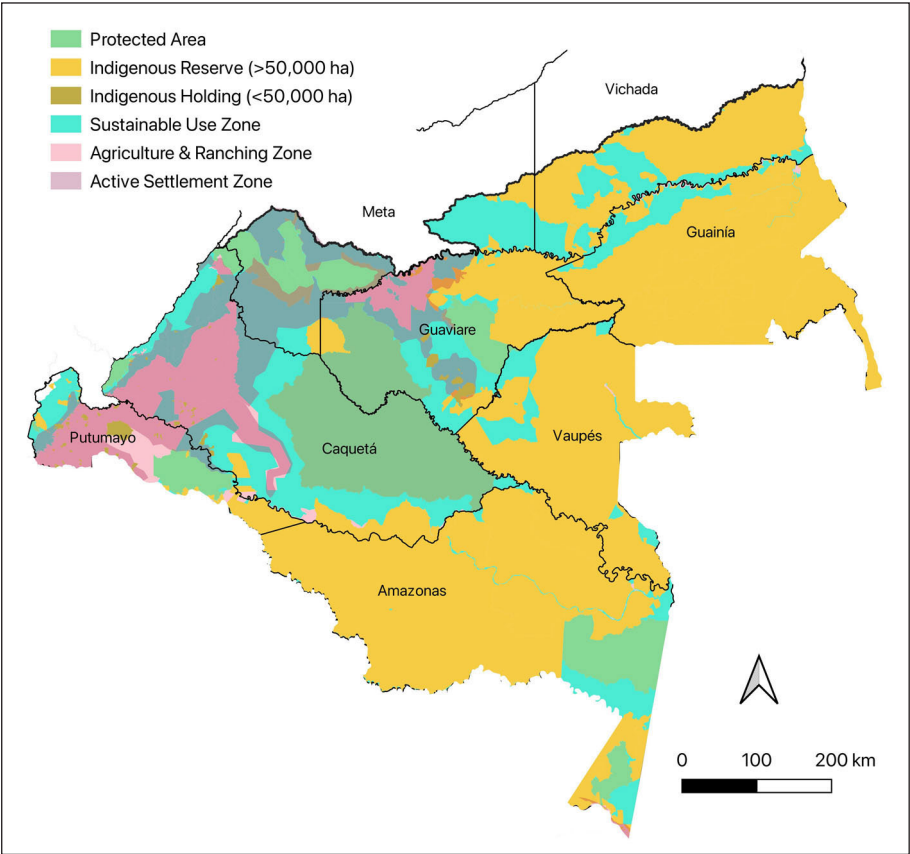 Protected Area
Indigenous Reserve (>50,000 ha)
Indigenous Holding (<50,000 ha)
Sustainable Use Zone
Agriculture & Ranching Zone
Active Settlement Zone
Vichada
Meta
Guainía
Guaviare
Putumayo
Caquetá
Vaupés
Amazonas
0 100 200 km